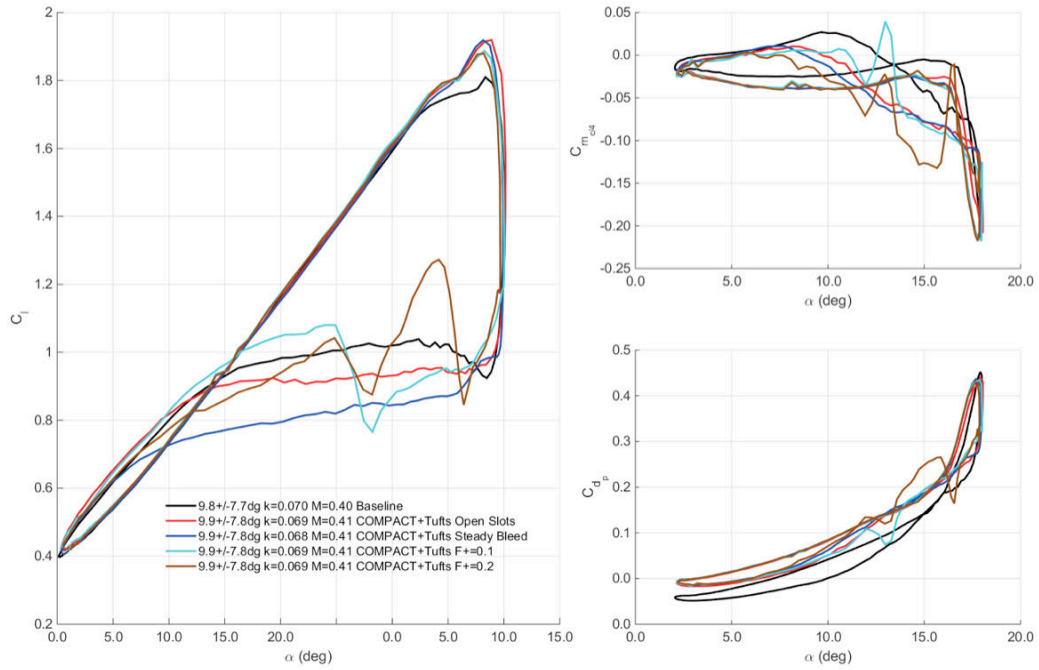 2
1.8
1.6
1.4
1.2
1
0.8
0.6
0.4
0.2
C_l
0.0 5.0 10.0 15.0 20.0 0.0 5.0 10.0 15.0
α (deg)
9.8+/-7.7dg k=0.070 M=0.40 Baseline
9.9+/-7.8dg k=0.069 M=0.41 COMPACT+Tufts Open Slots
9.9+/-7.8dg k=0.068 M=0.41 COMPACT+Tufts Steady Bleed
9.9+/-7.8dg k=0.069 M=0.41 COMPACT+Tufts F+=0.1
9.9+/-7.8dg k=0.069 M=0.41 COMPACT+Tufts F+=0.2
0.05
0.0
-0.05
-0.10
-0.15
-0.20
-0.25
C_m_c/4
0.0 5.0 10.0 15.0 20.0
α (deg)
0.5
0.4
0.3
0.2
0.1
0.0
0.2
C_d_p
0.0 5.0 10.0 15.0 20.0
α (deg)